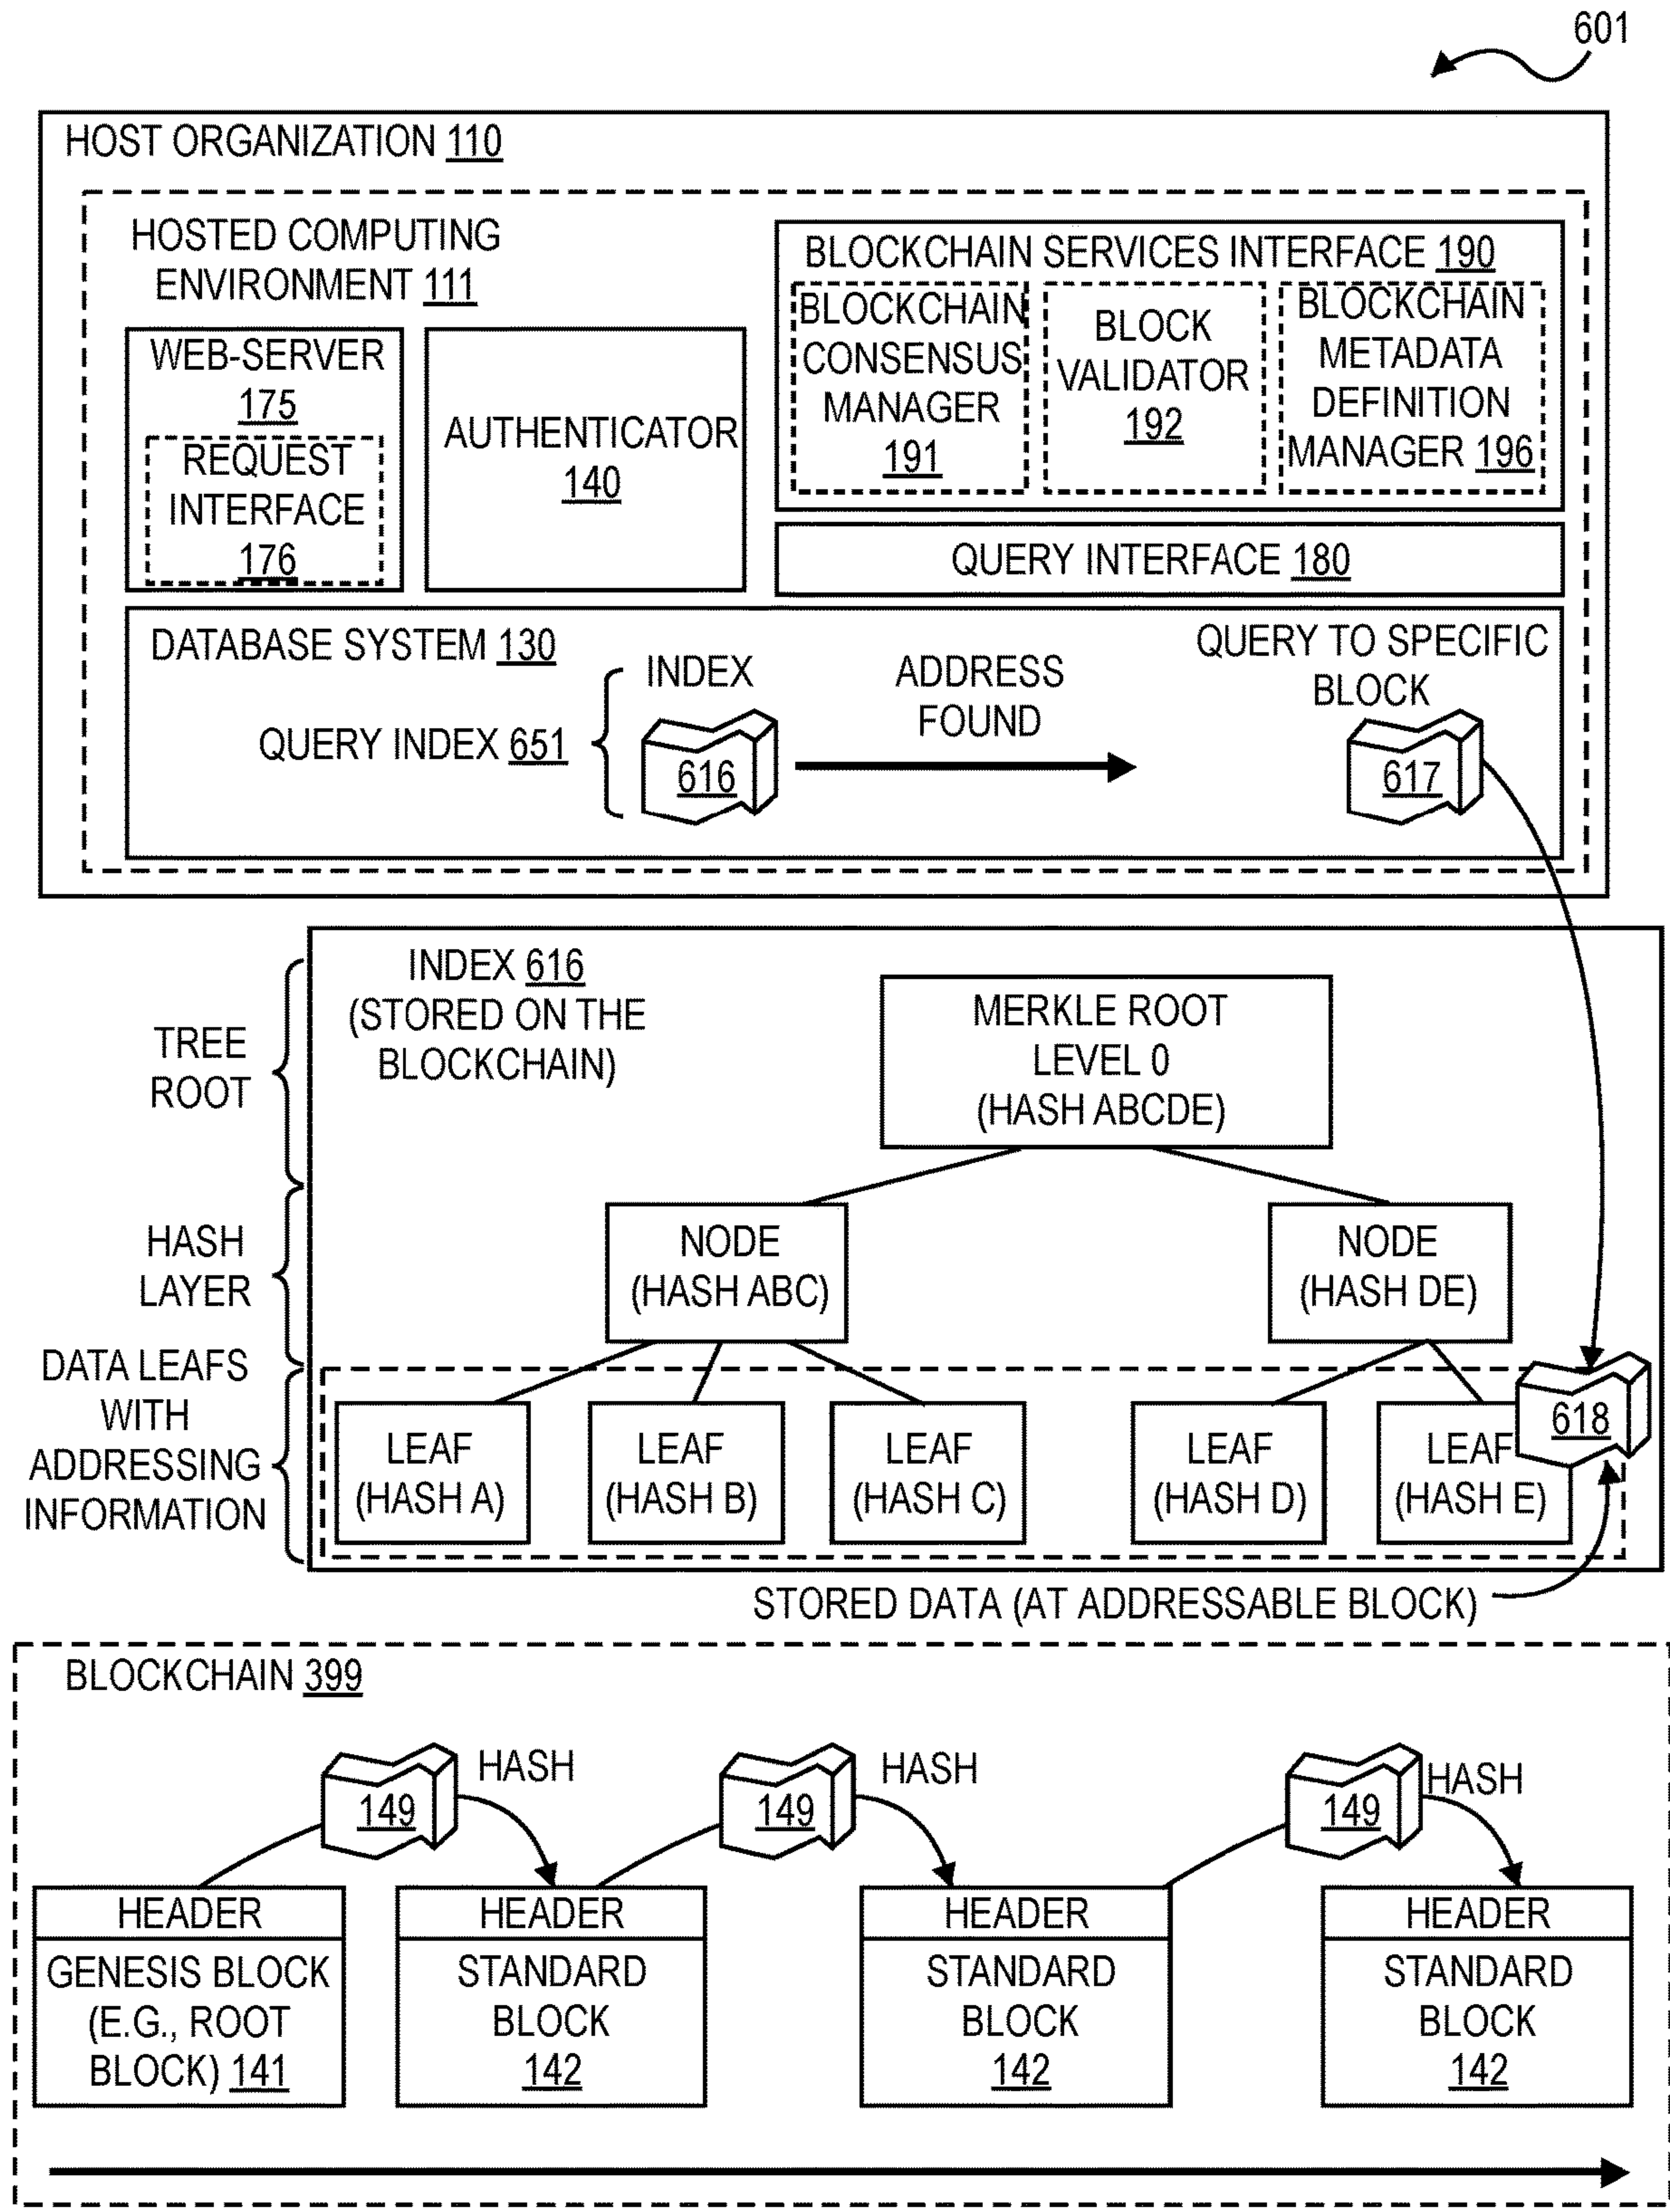 601
HOST ORGANIZATION 110
HOSTED COMPUTING
ENVIRONMENT 111
WEB-SERVER
175
REQUEST
INTERFACE
176
AUTHENTICATOR
140
BLOCKCHAIN SERVICES INTERFACE 190
BLOCKCHAIN
CONSENSUS
MANAGER
191
BLOCK
VALIDATOR
192
BLOCKCHAIN
METADATA
DEFINITION
MANAGER 196
QUERY INTERFACE 180
DATABASE SYSTEM 130
QUERY INDEX 651
INDEX
616
ADDRESS
FOUND
QUERY TO SPECIFIC
BLOCK
617
TREE
ROOT
INDEX 616
(STORED ON THE
BLOCKCHAIN)
MERKLE ROOT
LEVEL 0
(HASH ABCDE)
HASH
LAYER
NODE
(HASH ABC)
NODE
(HASH DE)
DATA LEAFS
WITH
ADDRESSING
INFORMATION
LEAF
(HASH A)
LEAF
(HASH B)
LEAF
(HASH C)
LEAF
(HASH D)
LEAF
(HASH E)
618
STORED DATA (AT ADDRESSABLE BLOCK)
BLOCKCHAIN 399
149
HASH
149
HASH
149
HASH
HEADER
GENESIS BLOCK
(E.G., ROOT
BLOCK) 141
HEADER
STANDARD
BLOCK
142
HEADER
STANDARD
BLOCK
142
HEADER
STANDARD
BLOCK
142